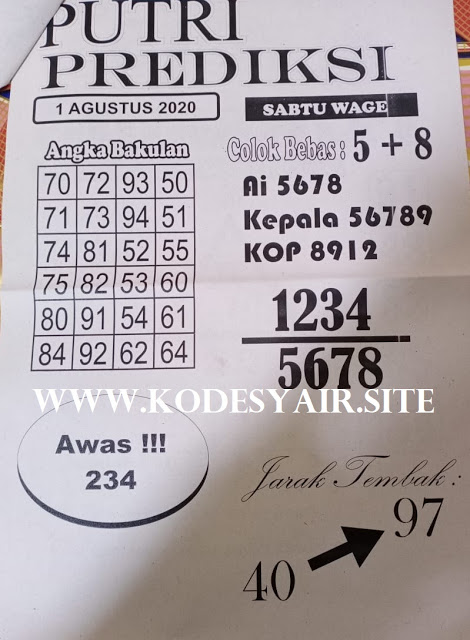 PUTRI
PREDIKSI
1 AGUSTUS 2020
SABTU WAGE
Angka Bakulan
70 72 93 50
71 73 94 51
74 81 52 55
75 82 53 60
80 91 54 61
84 92 62 64
Colok Bebas : 5 + 8
Ai 5678
Kepala 56789
KOP 8912
1234
5678
WWW.KODESYAIR.SITE
Awas !!!
234
Jarak Tembak :
97
40